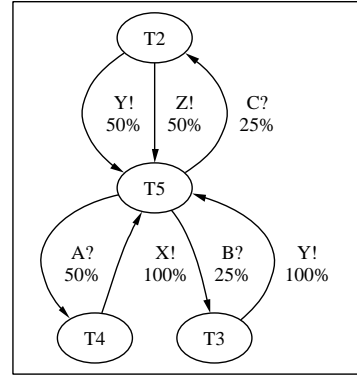 T2
Y! Z! C?
50% 50% 25%
T5
A? X! B? Y!
50% 100% 25% 100%
T4 T3